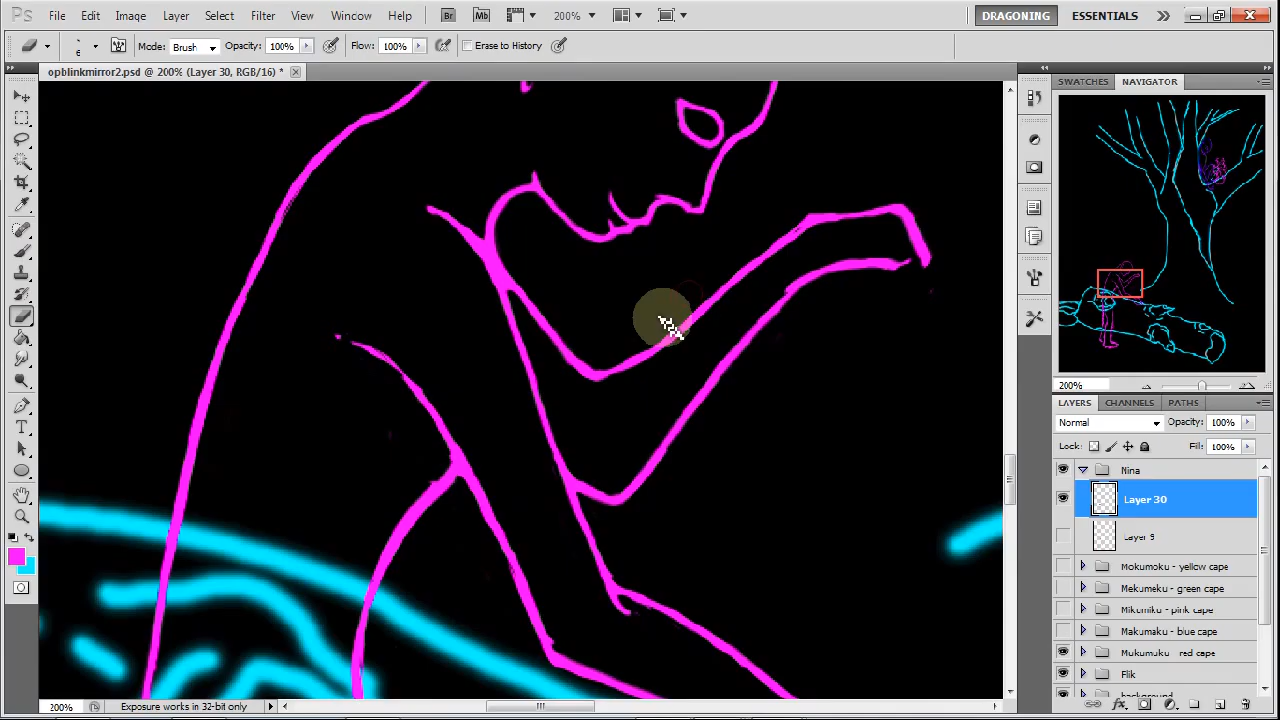 Ps File Edit Image Layer Select Filter View Window Help Br Mb 200% DRAGONING ESSENTIALS
6 Mode: Brush Opacity: 100% Flow: 100% Erase to History
opblinkmirror2.psd @ 200% (Layer 30, RGB/16) *
SWATCHES NAVIGATOR
200%
LAYERS CHANNELS PATHS
Normal Opacity: 100%
Lock: Fill: 100%
Nina
Layer 30
Layer 9
Mokumoku - yellow cape
Mekumeku - green cape
Mikumiku - pink cape
Makumaku - blue cape
Mukumuku - red cape
Flik
background
200% Exposure works in 32-bit only